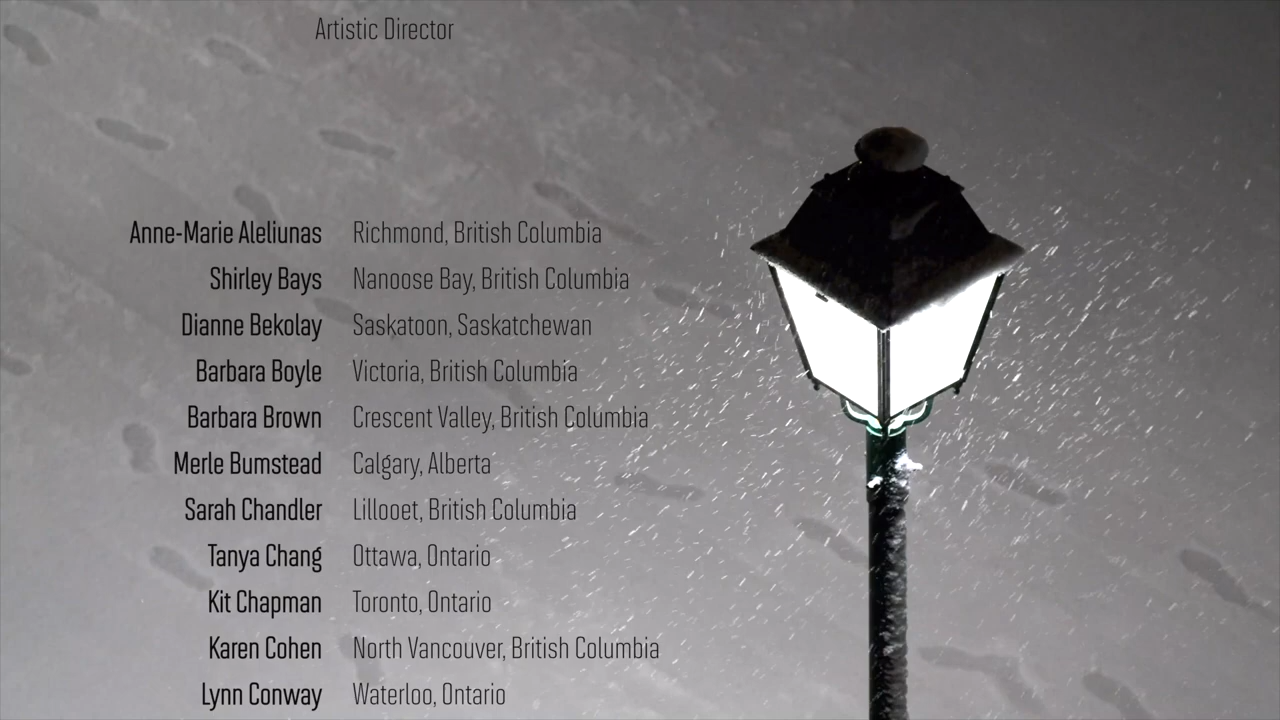 Artistic Director
Anne-Marie Aleliunas Richmond, British Columbia
Shirley Bays Nanoose Bay, British Columbia
Dianne Bekolay Saskatoon, Saskatchewan
Barbara Boyle Victoria, British Columbia
Barbara Brown Crescent Valley, British Columbia
Merle Bumstead Calgary, Alberta
Sarah Chandler Lillooet, British Columbia
Tanya Chang Ottawa, Ontario
Kit Chapman Toronto, Ontario
Karen Cohen North Vancouver, British Columbia
Lynn Conway Waterloo, Ontario